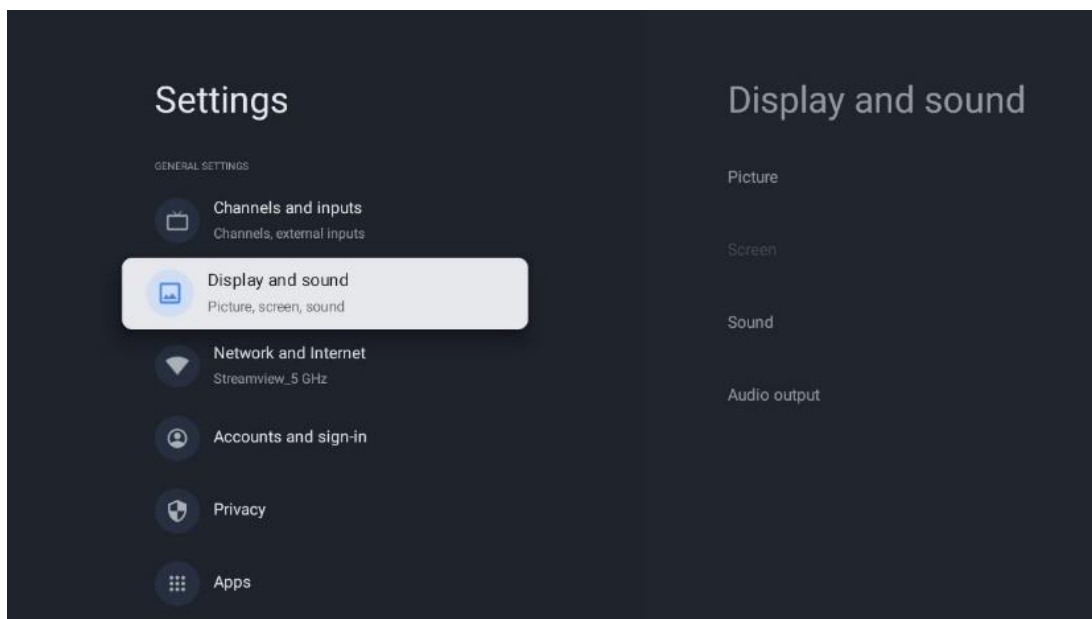 Settings
GENERAL SETTINGS
Channels and inputs
Channels, external inputs
Display and sound
Picture, screen, sound
Network and Internet
Streamview_5 GHz
Accounts and sign-in
Privacy
Apps
Display and sound
Picture
Screen
Sound
Audio output